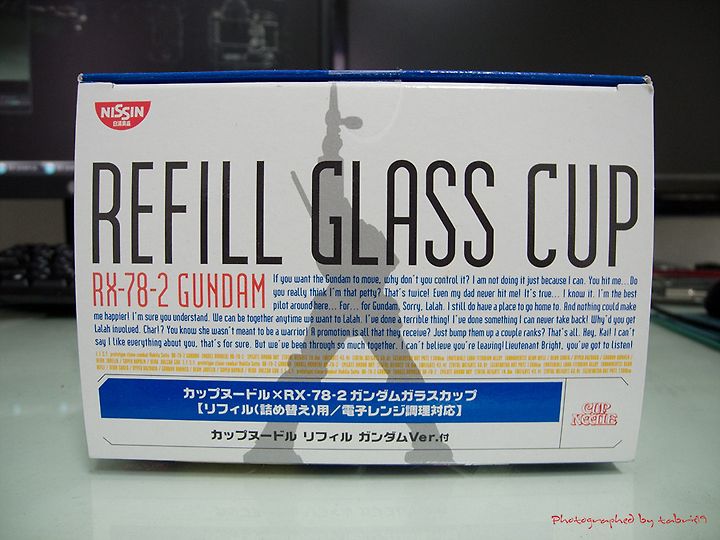 NISSIN
日清食品
REFILL GLASS CUP
RX-78-2 GUNDAM
If you want the Gundam to move, why don't you control it? I am not doing it just because I can. You hit me...Do
you really think I'm that petty? That's twice! Even my dad never hit me! It's true... I know it. I'm the best
pilot around here... For... for Gundam. Sorry, Lalah. I still do have a place to go home to. And nothing could make
me happier! I'm sure you understand. We can be together anytime we want to Lalah. I've done a terrible thing! I've done something I can never take back! Why'd you get
Lalah involved, Char!? You know she wasn't meant to be a warrior! A promotion is all that they receive? Just bump them up a couple ranks? That's all. Hey, Kai! I can't
say I like everything about you, that's for sure. But we've been through so much together. I can't believe you're leaving! Lieutenant Bright, you've got to listen!
カップヌードル×RX-78-2 ガンダムガラスカップ
【リフィル(詰め替え)用/電子レンジ調理対応】
カップヌードル リフィル ガンダムVer.付
CUP
NOODLE
Photographed by tabris19